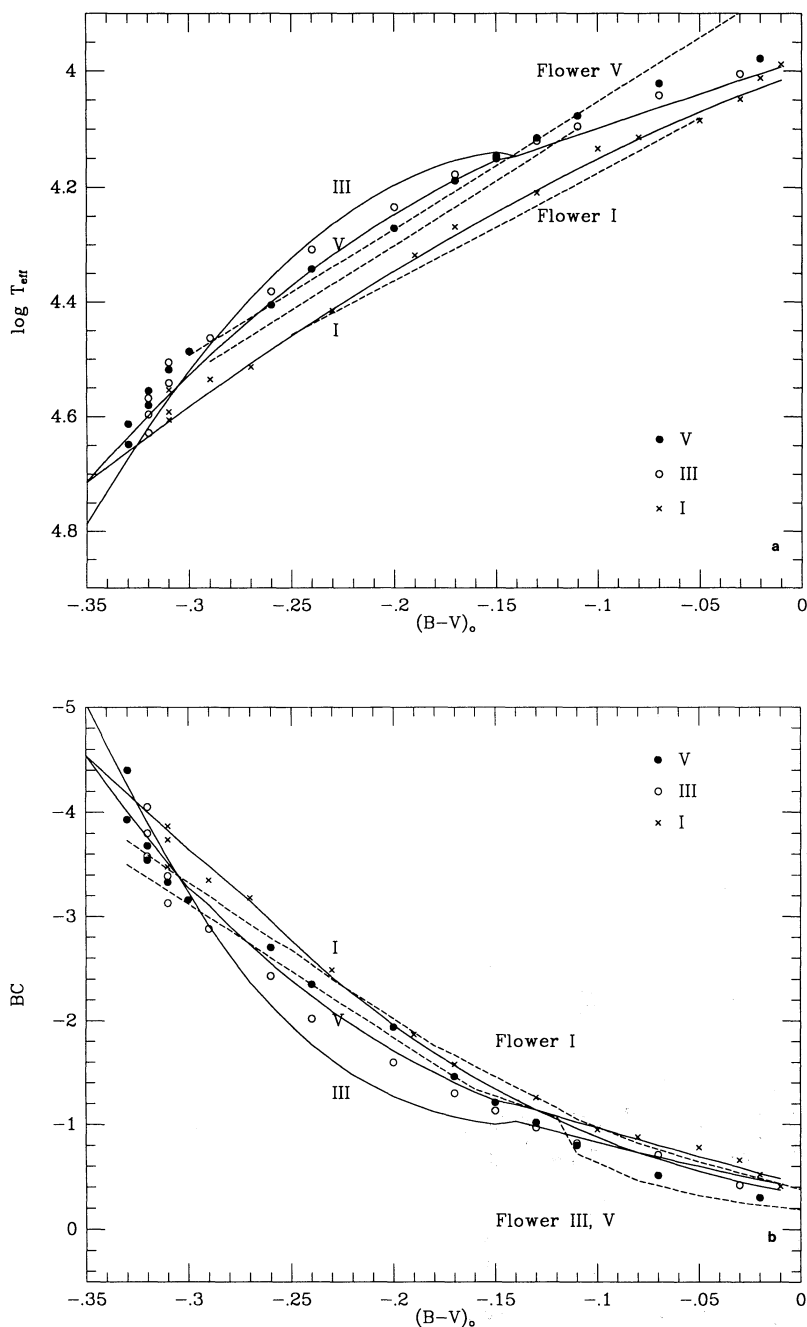 4
4.2
4.4
4.6
4.8
log T_eff
Flower V
III
V
Flower I
I
● V
○ III
× I
a
-.35
-.3
-.25
-.2
-.15
-.1
-.05
0
(B-V)₀
-5
-4
-3
-2
-1
0
BC
● V
○ III
× I
I
V
III
Flower I
Flower III, V
b
-.35
-.3
-.25
-.2
-.15
-.1
-.05
0
(B-V)₀